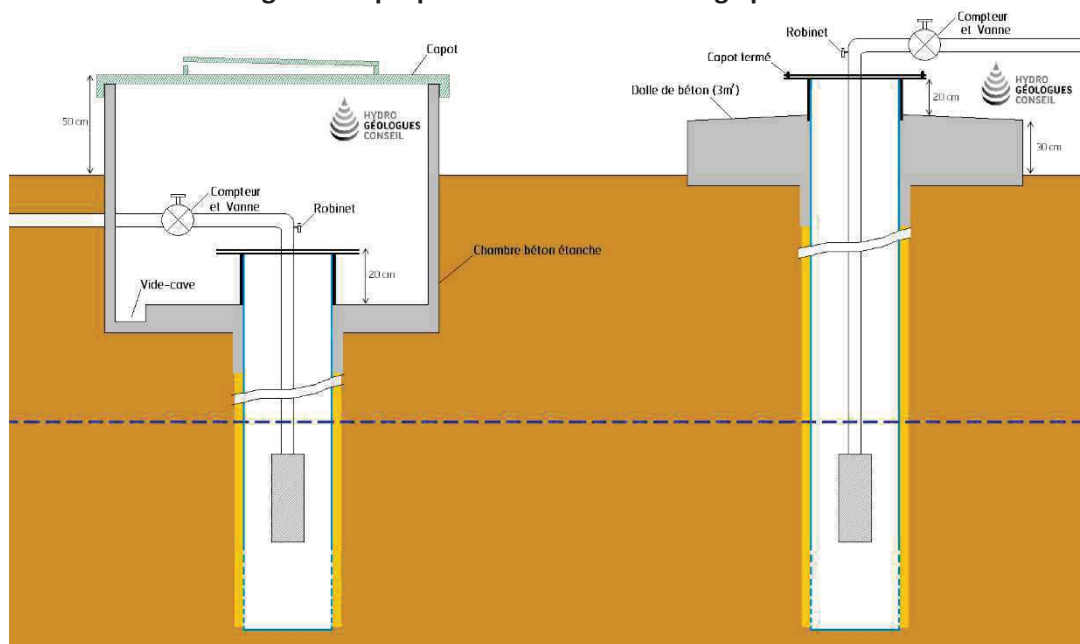 Capot
50 cm
HYDRO
GÉOLOGUES
CONSEIL
Compteur
et Vanne
Robinet
20 cm
Chambre béton étanche
Vide-cave
Compteur
et Vanne
Robinet
Capot fermé
HYDRO
GÉOLOGUES
CONSEIL
20 cm
Dalle de béton (3m²)
30 cm